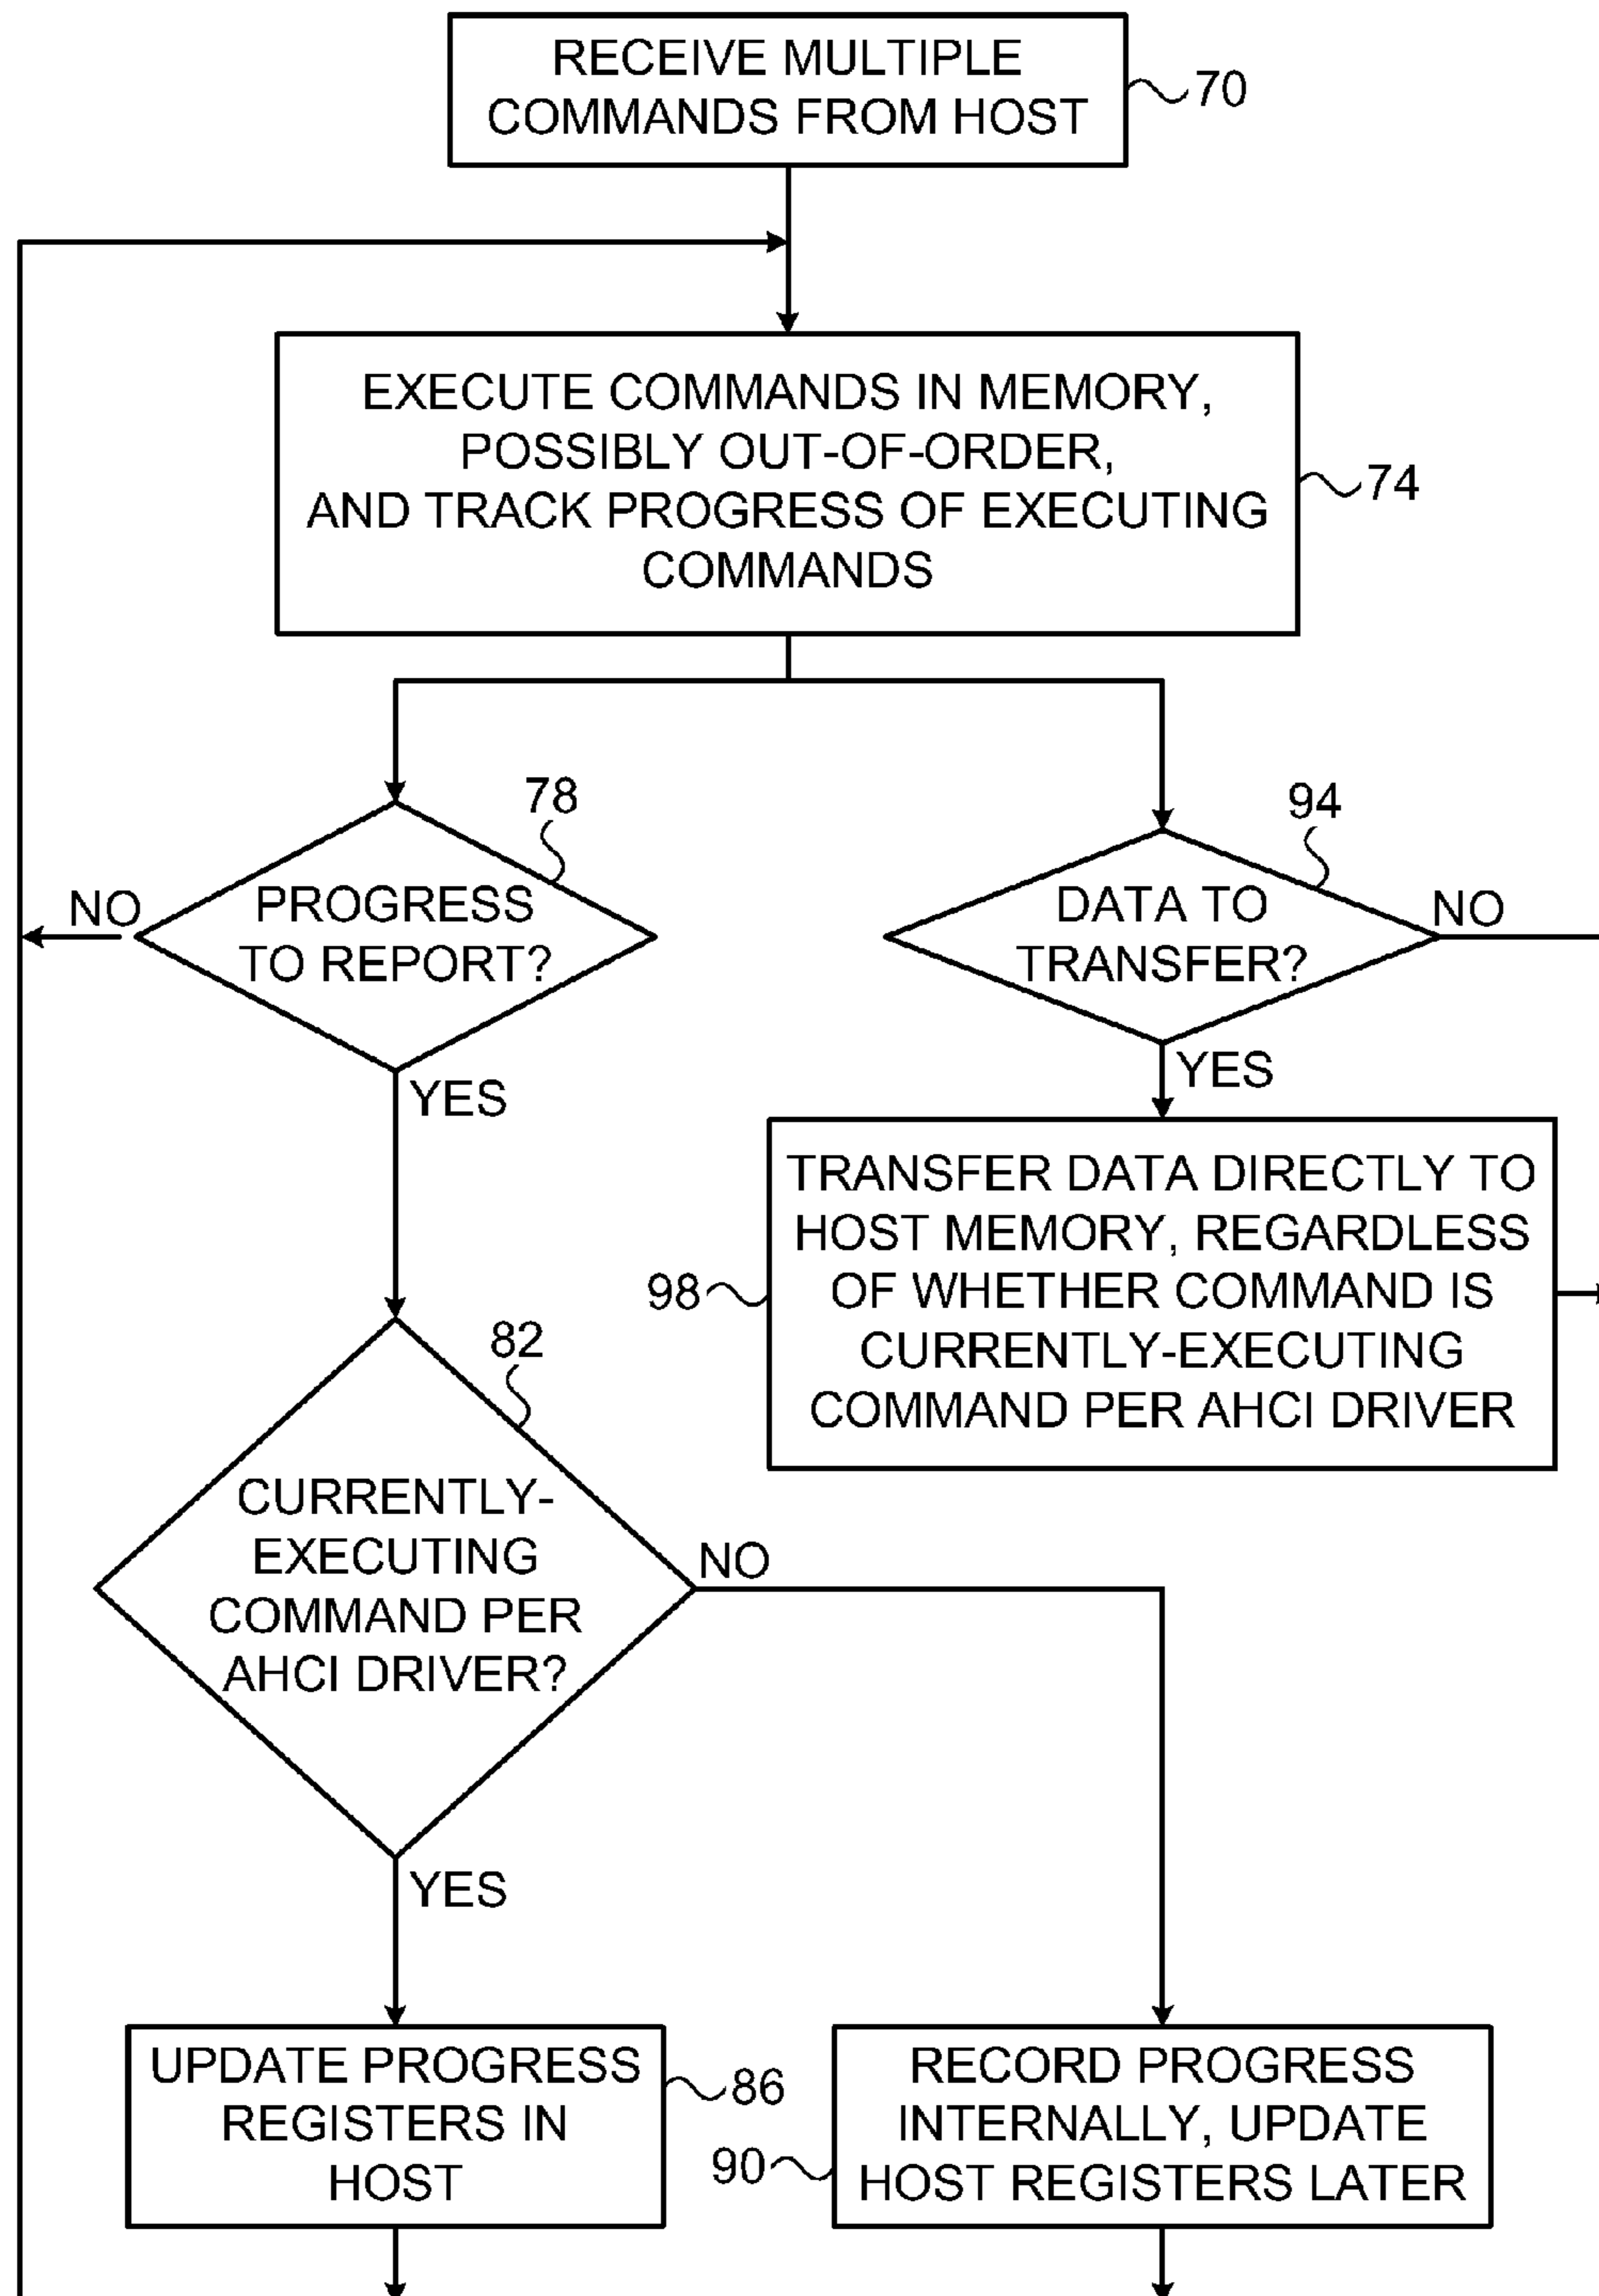 RECEIVE MULTIPLE
COMMANDS FROM HOST
70
EXECUTE COMMANDS IN MEMORY,
POSSIBLY OUT-OF-ORDER,
AND TRACK PROGRESS OF EXECUTING
COMMANDS
74
78
PROGRESS
TO REPORT?
NO
YES
94
DATA TO
TRANSFER?
NO
YES
TRANSFER DATA DIRECTLY TO
HOST MEMORY, REGARDLESS
OF WHETHER COMMAND IS
CURRENTLY-EXECUTING
COMMAND PER AHCI DRIVER
98
82
CURRENTLY-
EXECUTING
COMMAND PER
AHCI DRIVER?
NO
YES
UPDATE PROGRESS
REGISTERS IN
HOST
86
RECORD PROGRESS
INTERNALLY, UPDATE
HOST REGISTERS LATER
90